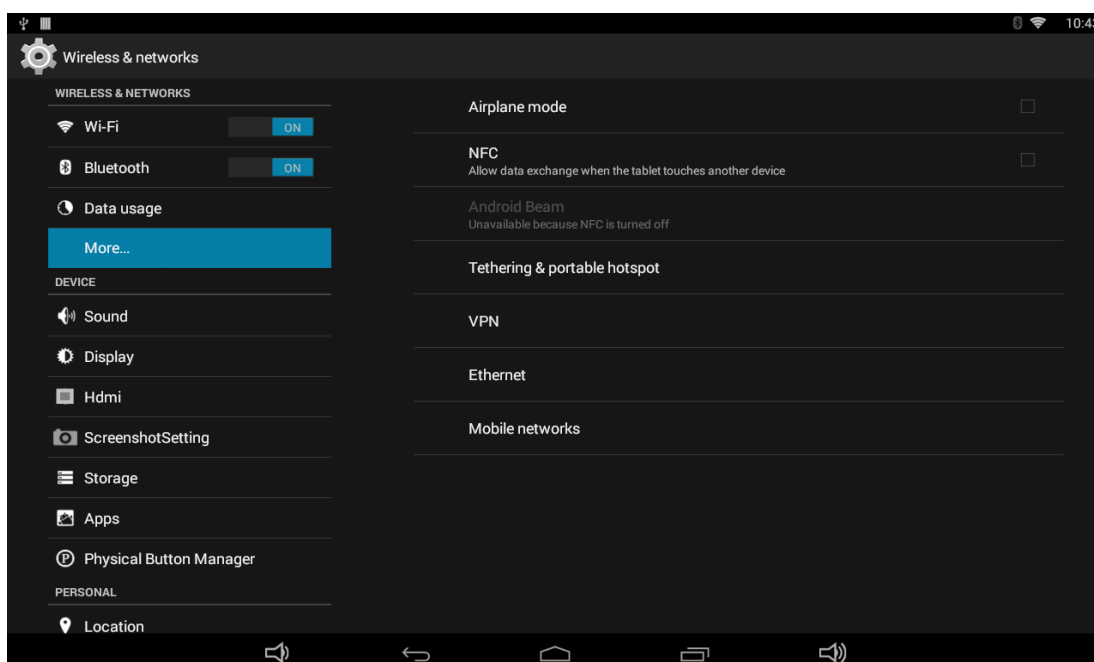 10:43
Wireless & networks
WIRELESS & NETWORKS
Wi-Fi ON
Bluetooth ON
Data usage
More...
DEVICE
Sound
Display
Hdmi
ScreenshotSetting
Storage
Apps
Physical Button Manager
PERSONAL
Location
Airplane mode
NFC
Allow data exchange when the tablet touches another device
Android Beam
Unavailable because NFC is turned off
Tethering & portable hotspot
VPN
Ethernet
Mobile networks